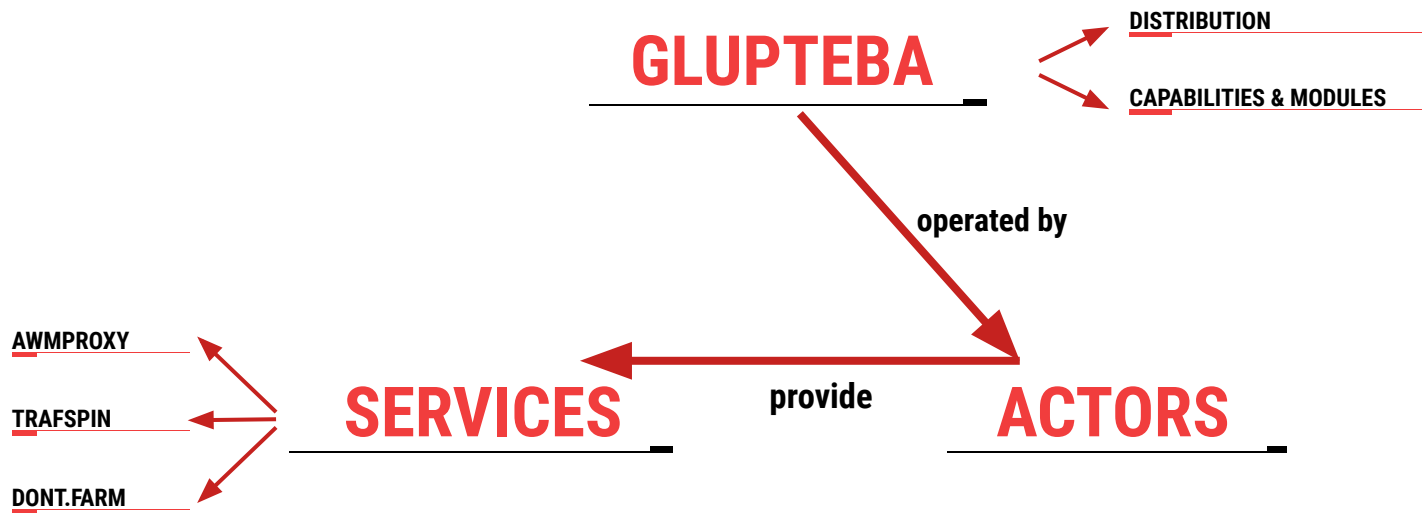 GLUPTEBA
DISTRIBUTION
CAPABILITIES & MODULES
operated by
AWMPROXY
TRAFSPIN
DONT.FARM
SERVICES
provide
ACTORS